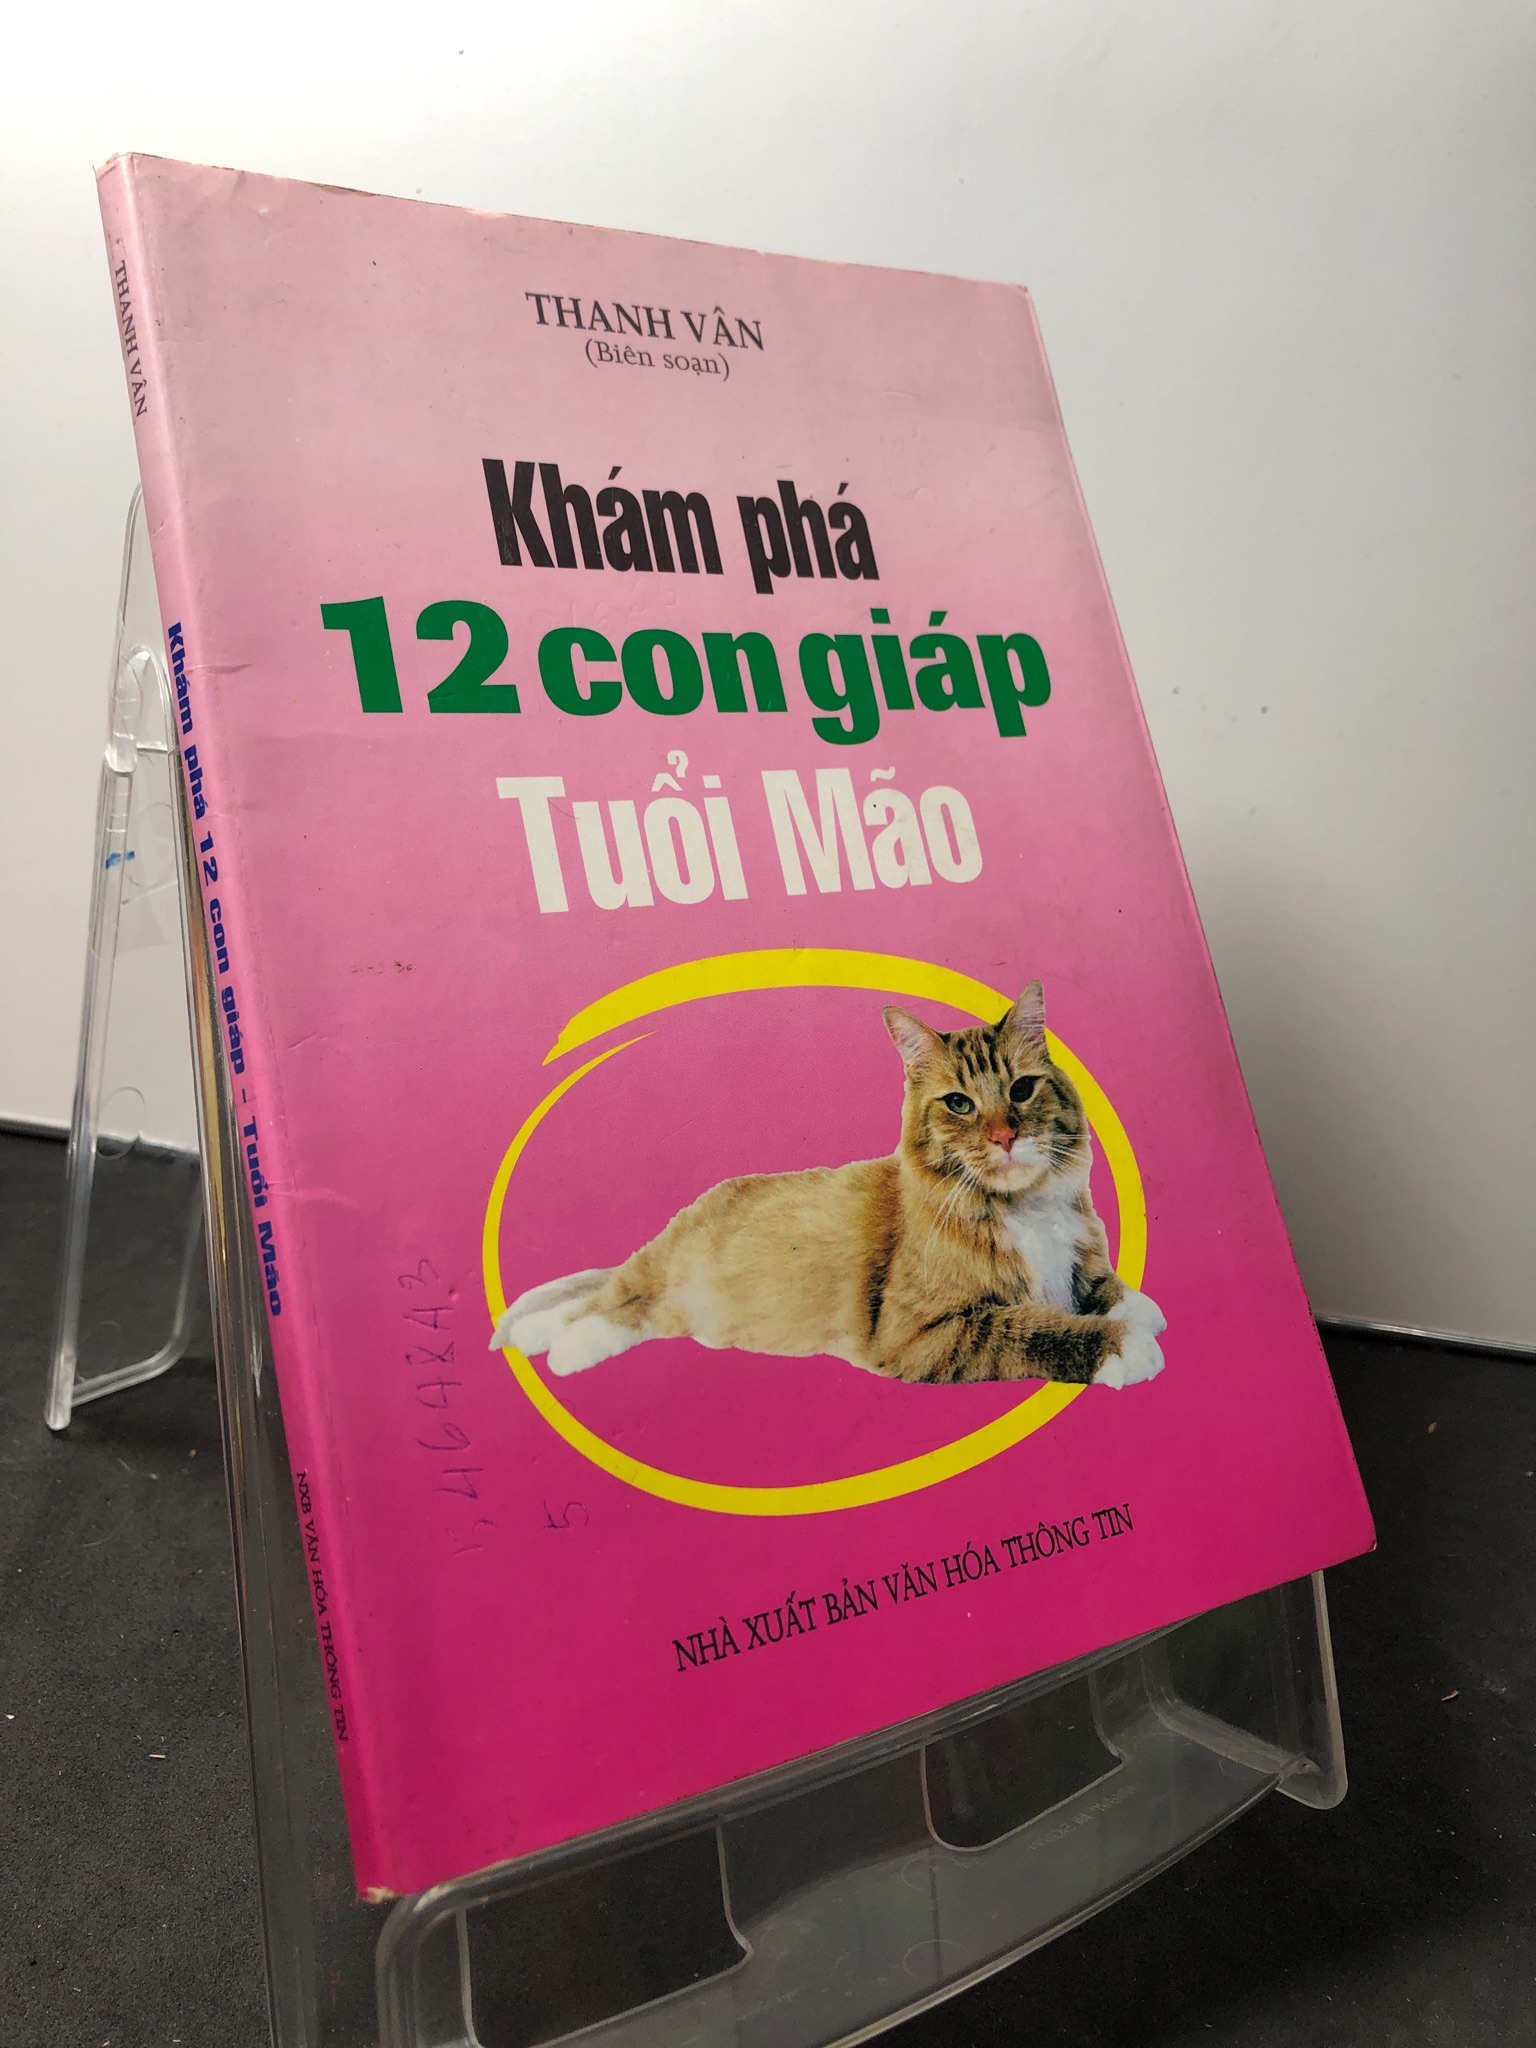 THANH VÂN
(Biên soạn)
Khám phá
12 con giáp
Tuổi Mão
NHÀ XUẤT BẢN VĂN HÓA THÔNG TIN
THANH VÂN
Khám phá 12 con giáp - Tuổi Mão
NXB VĂN HÓA THÔNG TIN
5